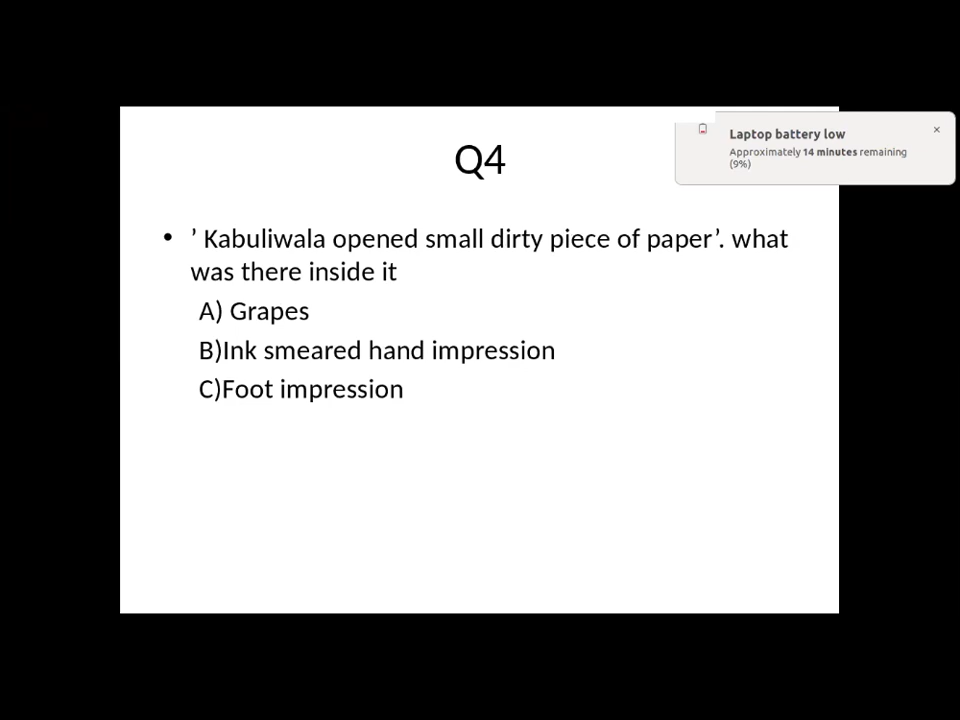 Q4
Laptop battery low
Approximately 14 minutes remaining
(9%)
• ’ Kabuliwala opened small dirty piece of paper’. what
was there inside it
A) Grapes
B)Ink smeared hand impression
C)Foot impression